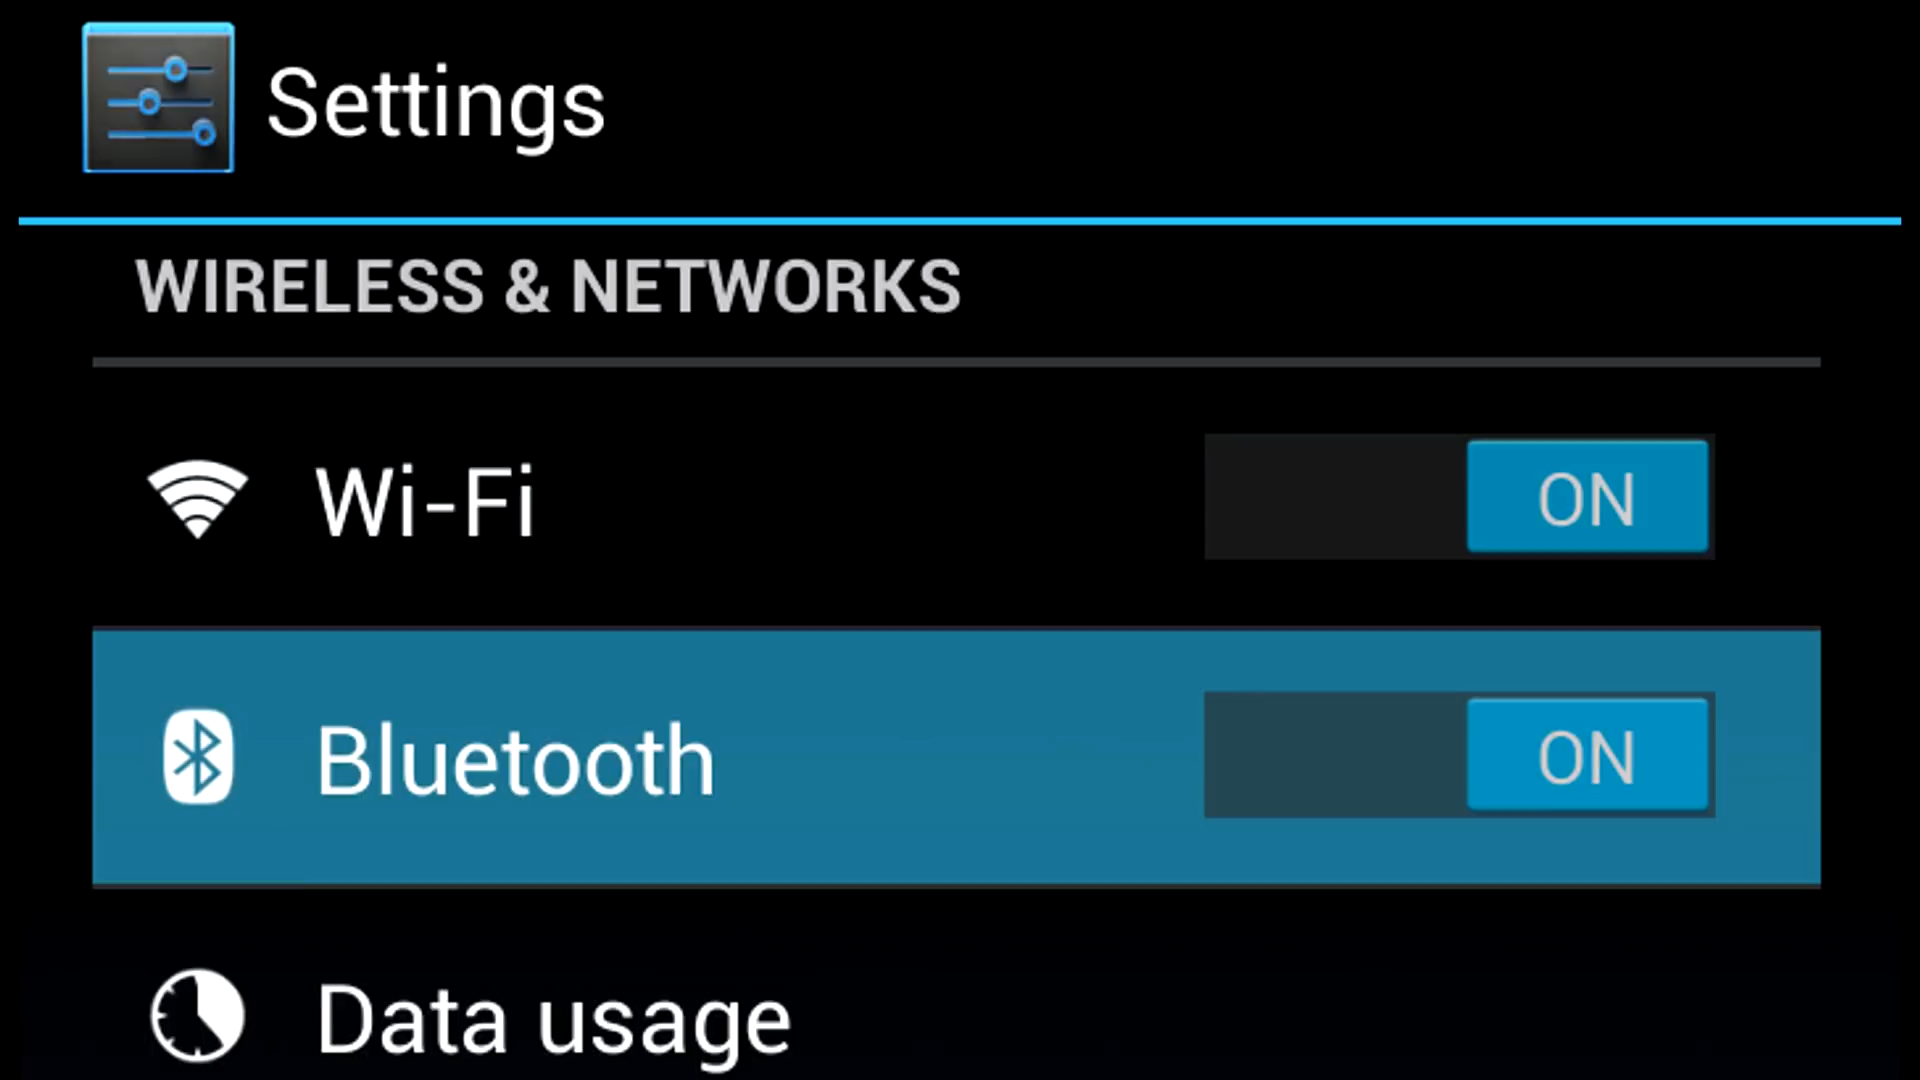 Settings
WIRELESS & NETWORKS
Wi-Fi
ON
Bluetooth
ON
Data usage